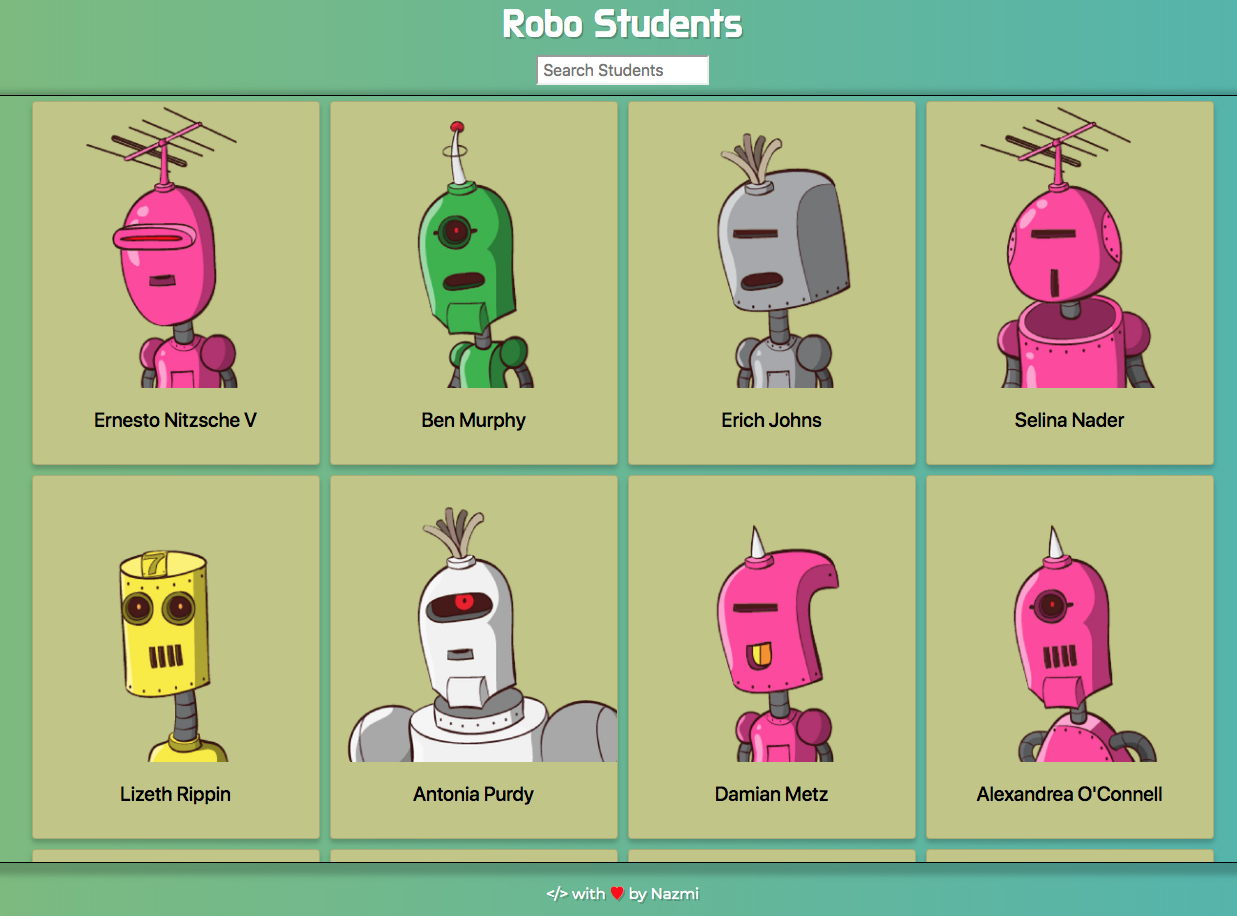 Robo Students
Search Students
Ernesto Nitzsche V
Ben Murphy
Erich Johns
Selina Nader
7
Lizeth Rippin
Antonia Purdy
Damian Metz
Alexandrea O'Connell
</> with ❤ by Nazmi